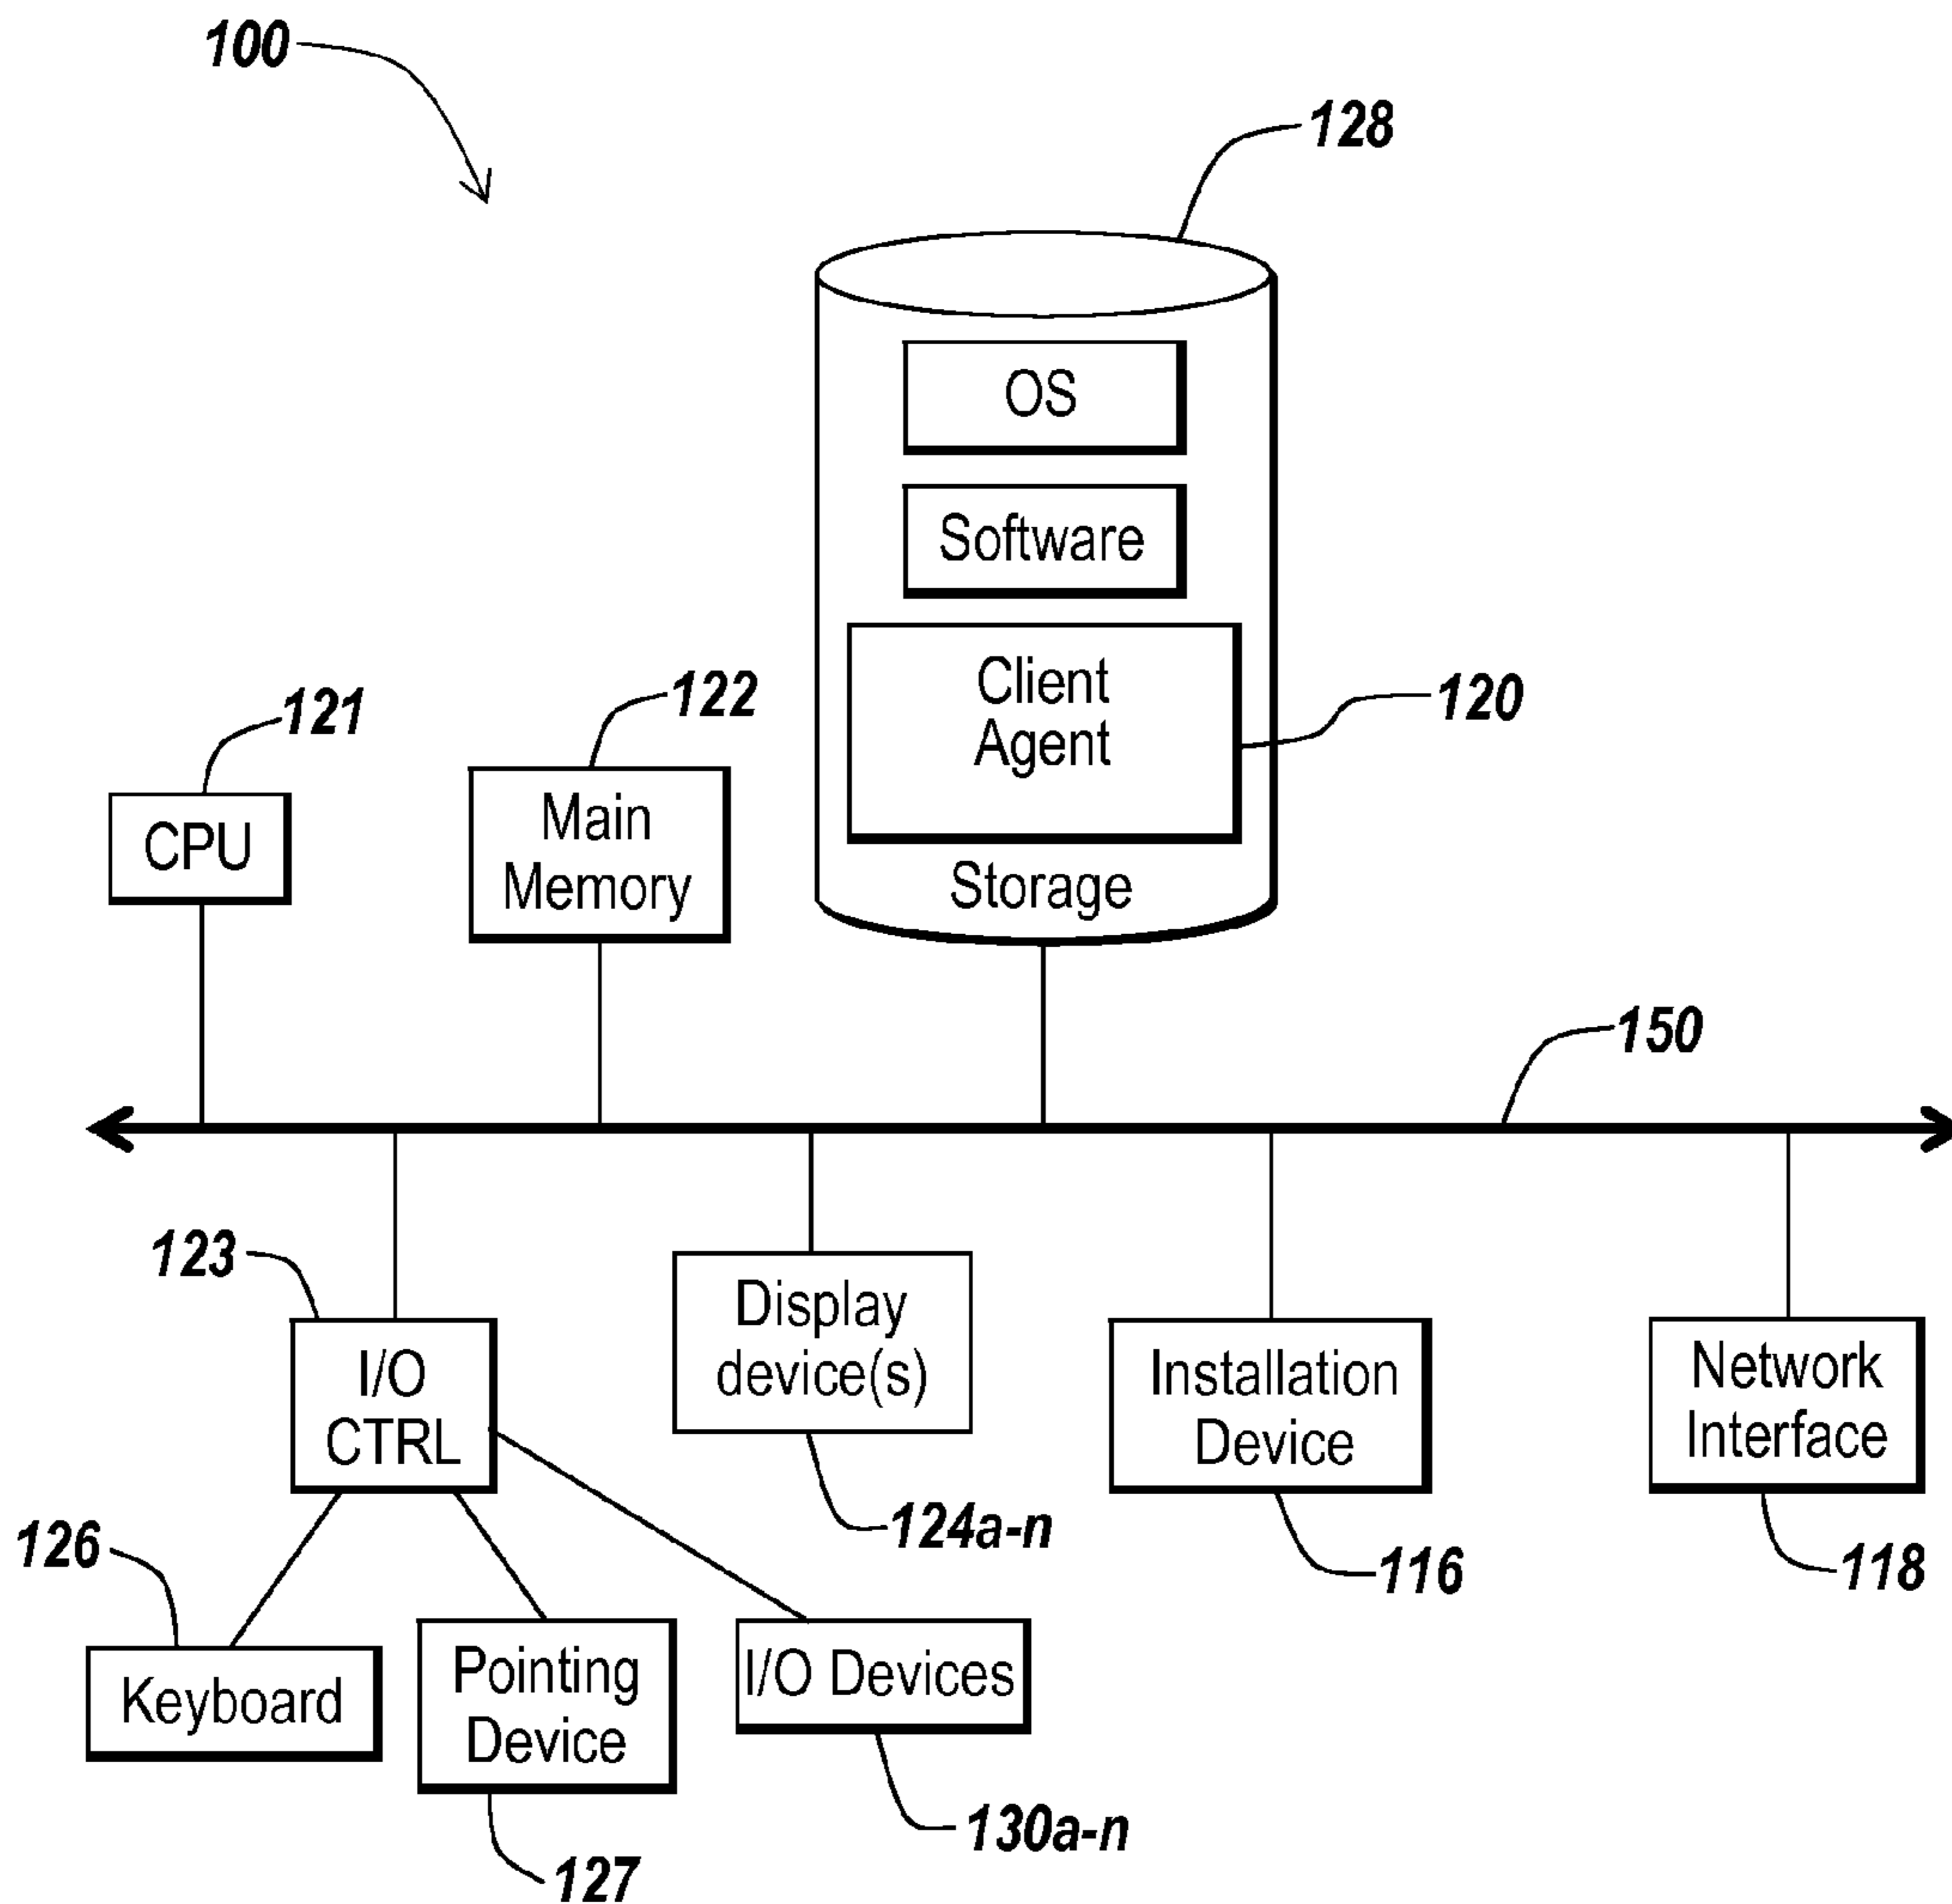 100
128
OS
Software
Client
Agent
120
Storage
121
CPU
122
Main
Memory
150
123
I/O
CTRL
Display
device(s)
124a-n
Installation
Device
116
Network
Interface
118
126
Keyboard
Pointing
Device
127
I/O Devices
130a-n